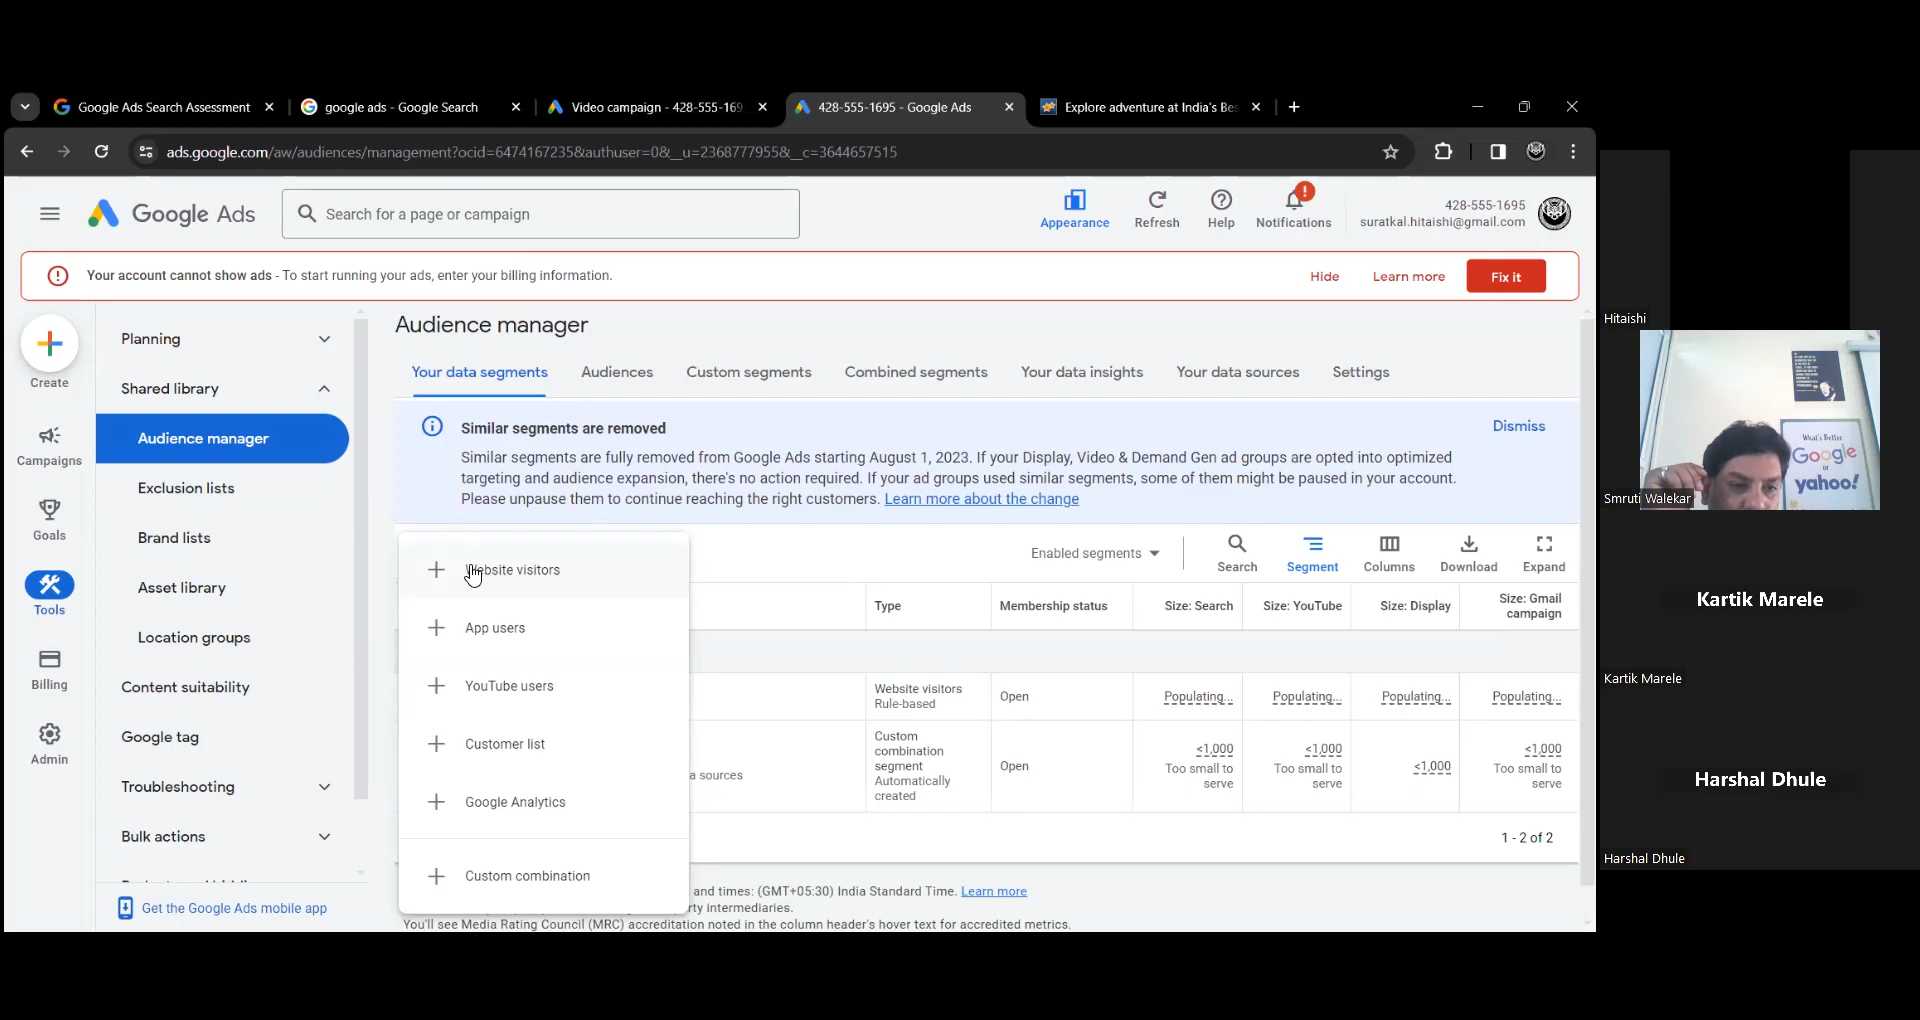 Google Ads Search Assessment
google ads - Google Search
Video campaign - 428-555-169
428-555-1695 - Google Ads
Explore adventure at India's Bes
ads.google.com/aw/audiences/management?ocid=6474167235&authuser=0&__u=2368777955&__c=3644657515
Google Ads
Search for a page or campaign
Appearance
Refresh
Help
Notifications
428-555-1695
suratkal.hitaishi@gmail.com
Your account cannot show ads - To start running your ads, enter your billing information.
Hide
Learn more
Fix it
Create
Campaigns
Goals
Tools
Billing
Admin
Planning
Shared library
Audience manager
Exclusion lists
Brand lists
Asset library
Location groups
Content suitability
Google tag
Troubleshooting
Bulk actions
Get the Google Ads mobile app
Audience manager
Your data segments
Audiences
Custom segments
Combined segments
Your data insights
Your data sources
Settings
Similar segments are removed
Dismiss
Similar segments are fully removed from Google Ads starting August 1, 2023. If your Display, Video & Demand Gen ad groups are opted into optimized
targeting and audience expansion, there's no action required. If your ad groups used similar segments, some of them might be paused in your account.
Please unpause them to continue reaching the right customers. Learn more about the change
Website visitors
App users
YouTube users
Customer list
Google Analytics
Custom combination
Enabled segments
Search
Segment
Columns
Download
Expand
Type
Membership status
Size: Search
Size: YouTube
Size: Display
Size: Gmail
campaign
Website visitors
Rule-based
Open
Populating...
Populating...
Populating...
Populating...
a sources
Custom
combination
segment
Automatically
created
Open
<1,000
Too small to
serve
<1,000
Too small to
serve
<1,000
<1,000
Too small to
serve
1 - 2 of 2
and times: (GMT+05:30) India Standard Time. Learn more
rty intermediaries.
You'll see Media Rating Council (MRC) accreditation noted in the column header's hover text for accredited metrics.
Hitaishi
What's Better
Google
or
yahoo!
Smruti Walekar
Kartik Marele
Kartik Marele
Harshal Dhule
Harshal Dhule